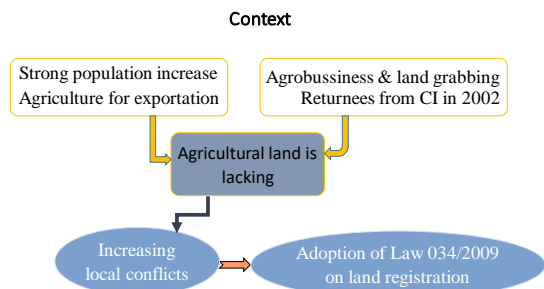 Context
Strong population increase
Agriculture for exportation
Agrobussiness & land grabbing
Returnees from CI in 2002
Agricultural land is
lacking
Increasing
local conflicts
Adoption of Law 034/2009
on land registration